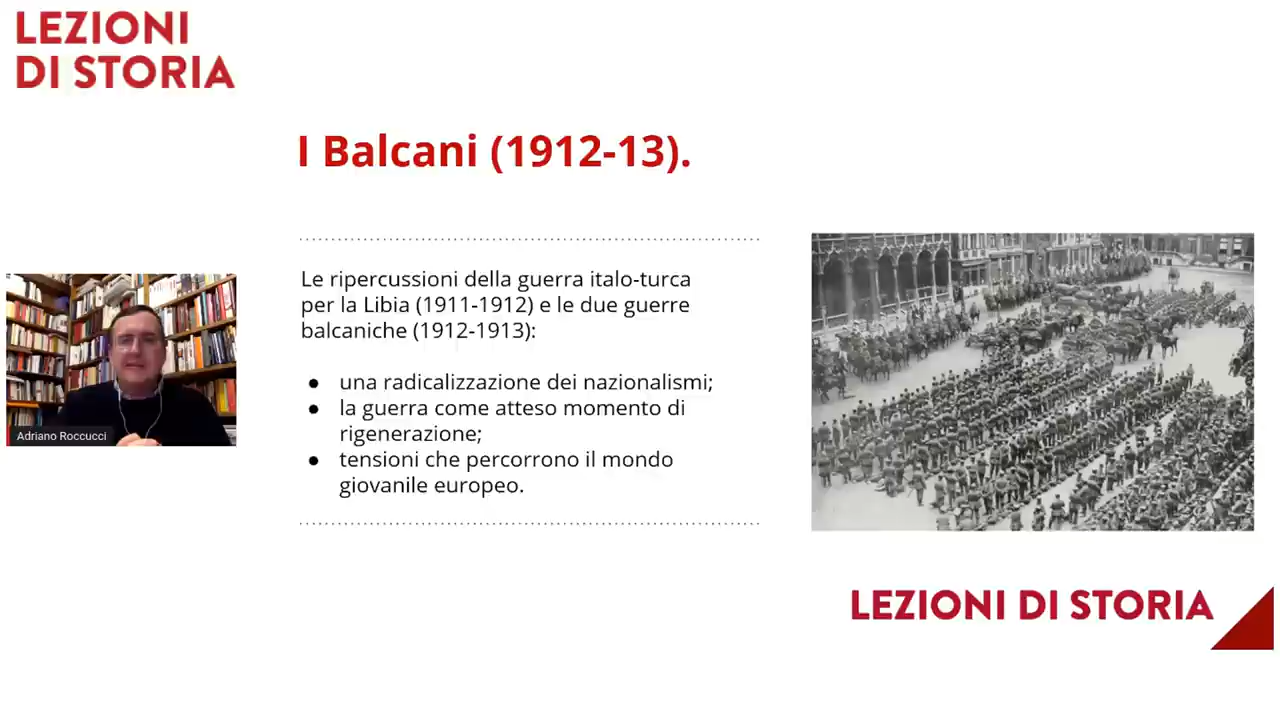 LEZIONI
DI STORIA
I Balcani (1912-13).
Le ripercussioni della guerra italo-turca
per la Libia (1911-1912) e le due guerre
balcaniche (1912-1913):
● una radicalizzazione dei nazionalismi;
● la guerra come atteso momento di
rigenerazione;
● tensioni che percorrono il mondo
giovanile europeo.
Adriano Roccucci
LEZIONI DI STORIA